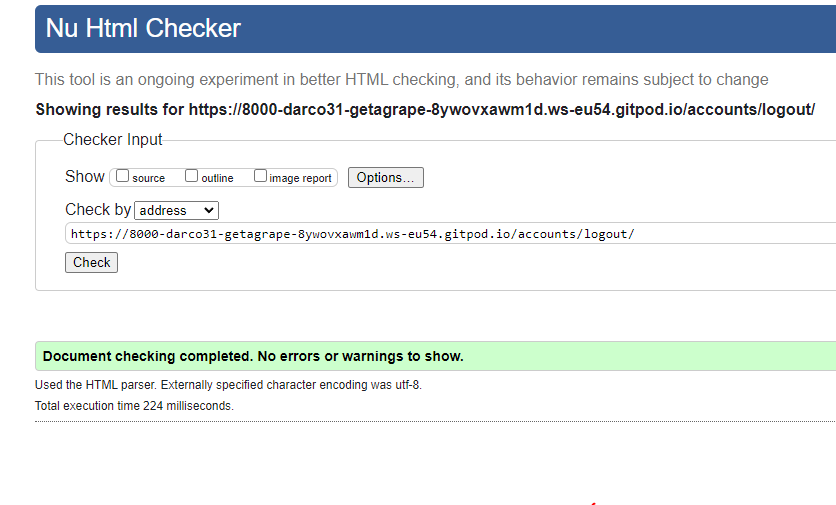 Nu Html Checker
This tool is an ongoing experiment in better HTML checking, and its behavior remains subject to change
Showing results for https://8000-darco31-getagrape-8ywovxawm1d.ws-eu54.gitpod.io/accounts/logout/
Checker Input
Show source outline image report Options...
Check by address
https://8000-darco31-getagrape-8ywovxawm1d.ws-eu54.gitpod.io/accounts/logout/
Check
Document checking completed. No errors or warnings to show.
Used the HTML parser. Externally specified character encoding was utf-8.
Total execution time 224 milliseconds.